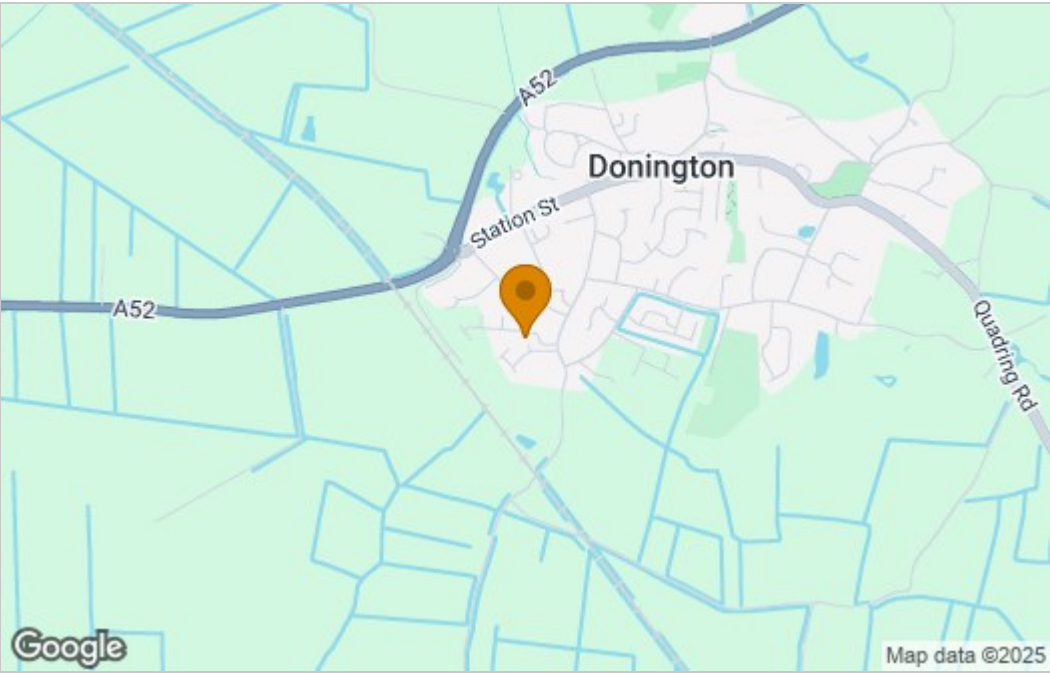 A52
Donington
Station St
A52
Quadring Rd
Google
Map data ©2025